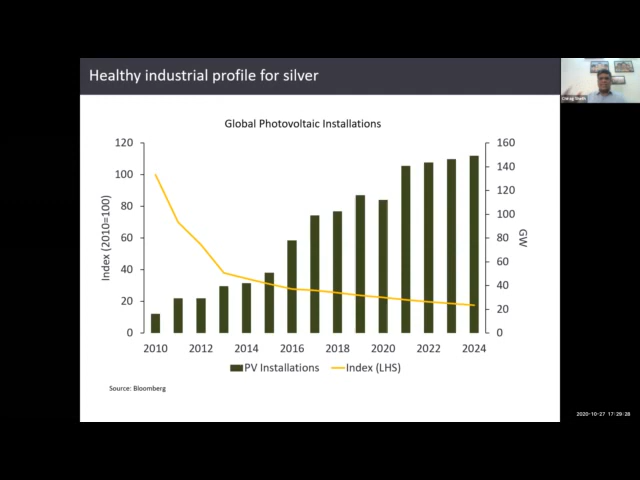 Healthy industrial profile for silver
Global Photovoltaic Installations
120
100
80
60
40
20
0
Index (2010=100)
160
140
120
100
80
60
40
20
0
GW
2010 2012 2014 2016 2018 2020 2022 2024
PV Installations Index (LHS)
Source: Bloomberg
2020-10-27 17:29:28